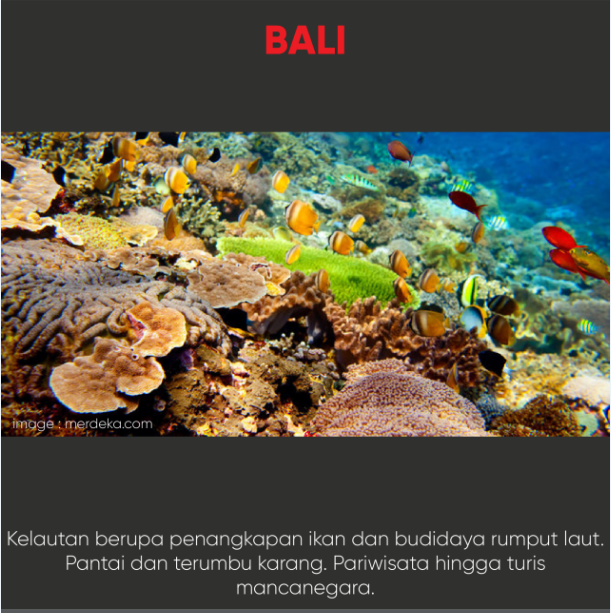 BALI
image : merdeka.com
Kelautan berupa penangkapan ikan dan budidaya rumput laut.
Pantai dan terumbu karang. Pariwisata hingga turis
mancanegara.